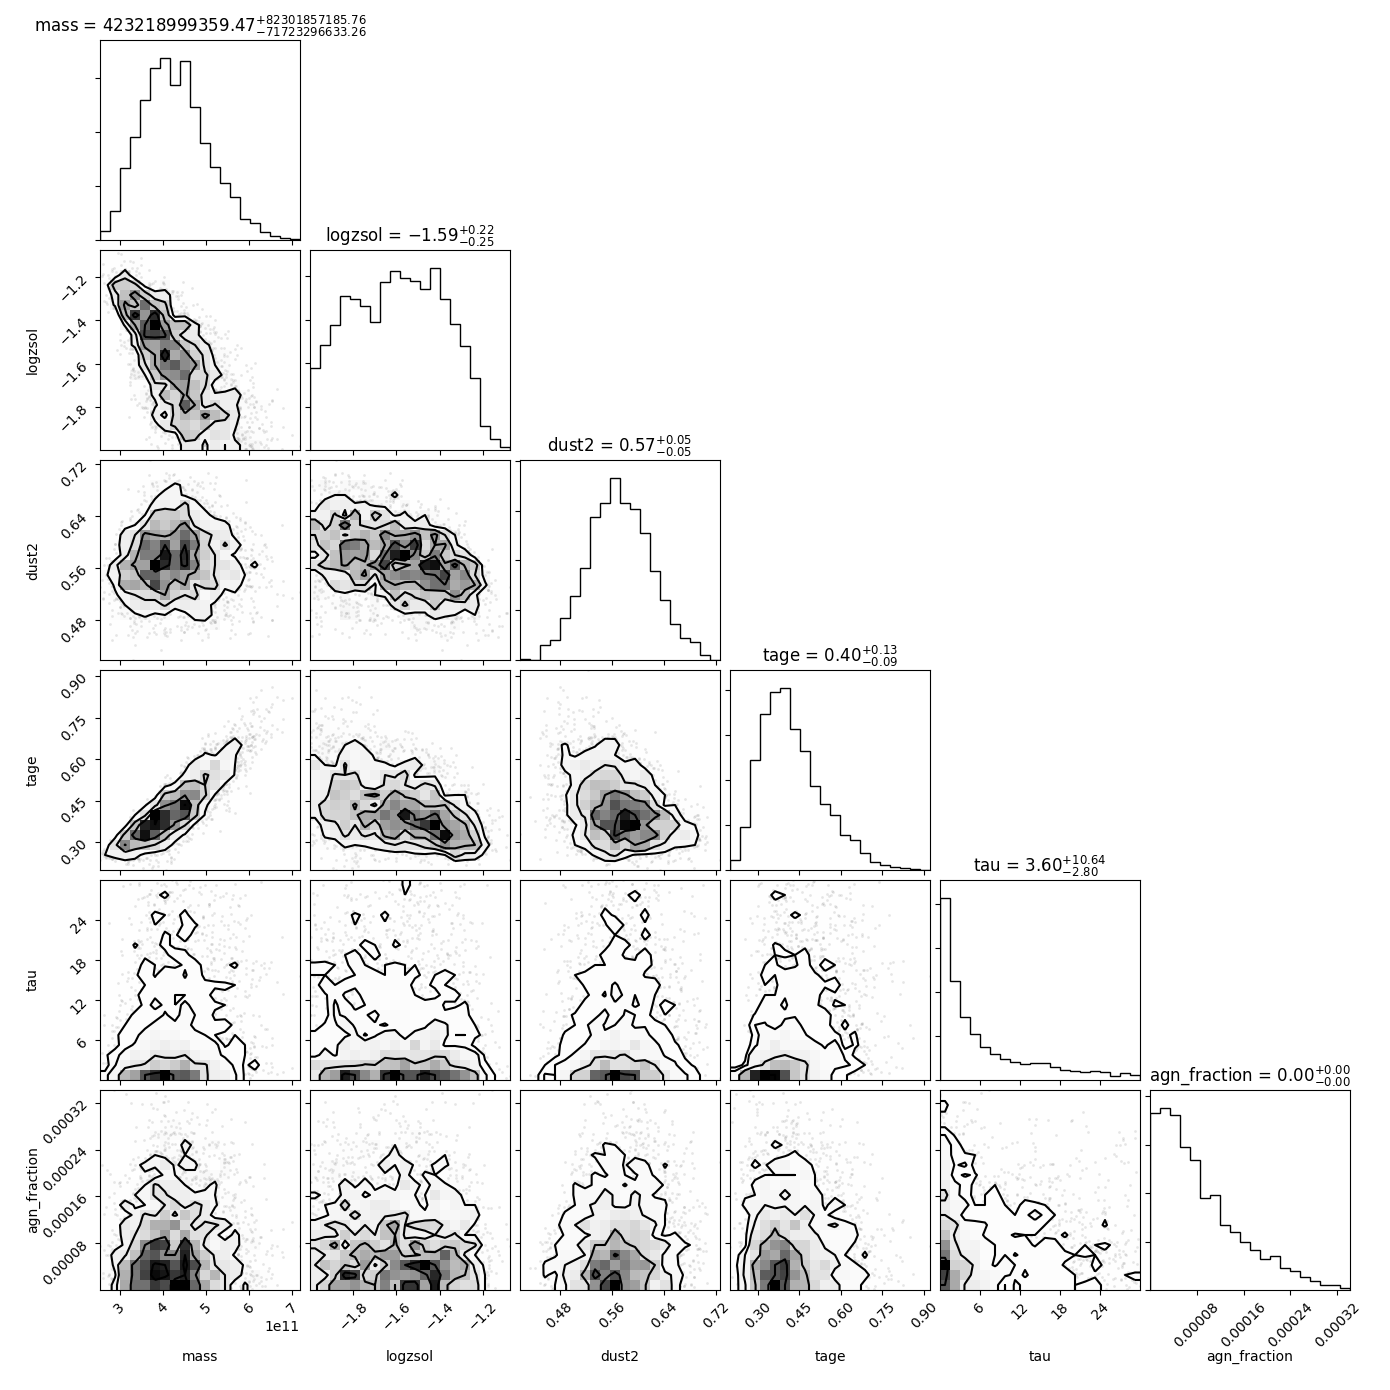 mass = 423218999359.47+82301857185.76−71723296633.26
logzsol = −1.59+0.22−0.25
−1.2
−1.4
−1.6
−1.8
logzsol
dust2 = 0.57+0.05−0.05
0.72
0.64
0.56
0.48
dust2
tage = 0.40+0.13−0.09
0.90
0.75
0.60
0.45
0.30
tage
tau = 3.60+10.64−2.80
24
18
12
6
tau
agn_fraction = 0.00+0.00−0.00
0.00032
0.00024
0.00016
0.00008
agn_fraction
3 4 5 6 7 −1.8 −1.6 −1.4 −1.2 0.48 0.56 0.64 0.72 0.30 0.45 0.60 0.75 0.90 6 12 18 24 0.00008 0.00016 0.00024 0.00032
1e11
mass logzsol dust2 tage tau agn_fraction